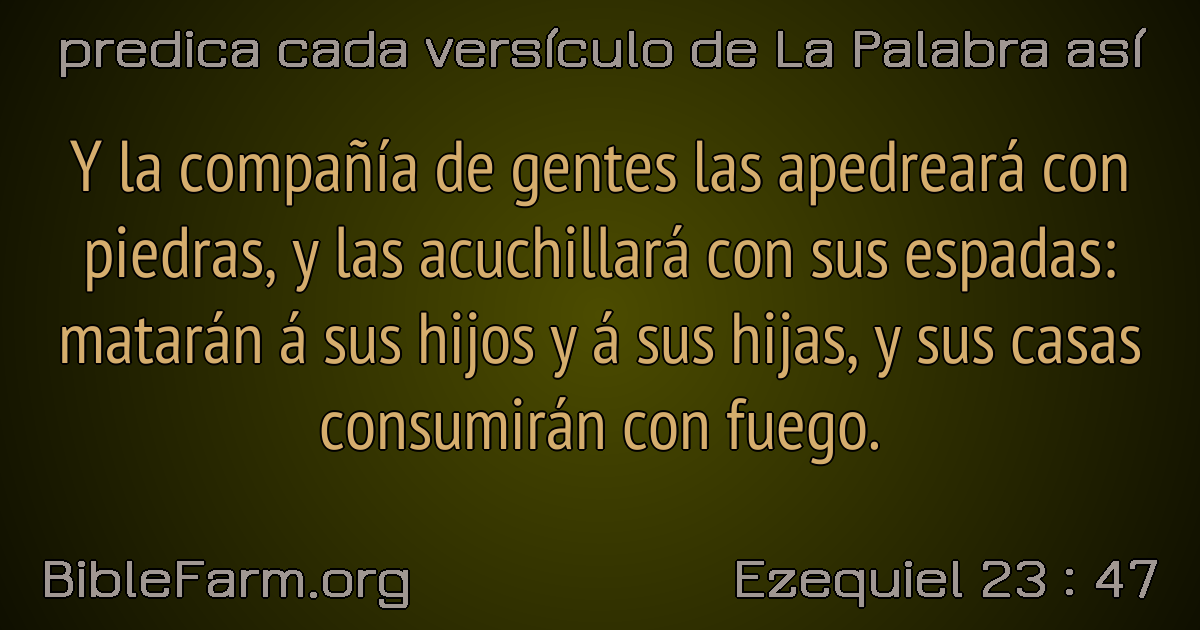 predica cada versículo de La Palabra así
Y la compañía de gentes las apedreará con
piedras, y las acuchillará con sus espadas:
matarán á sus hijos y á sus hijas, y sus casas
consumirán con fuego.
BibleFarm.org
Ezequiel 23 : 47